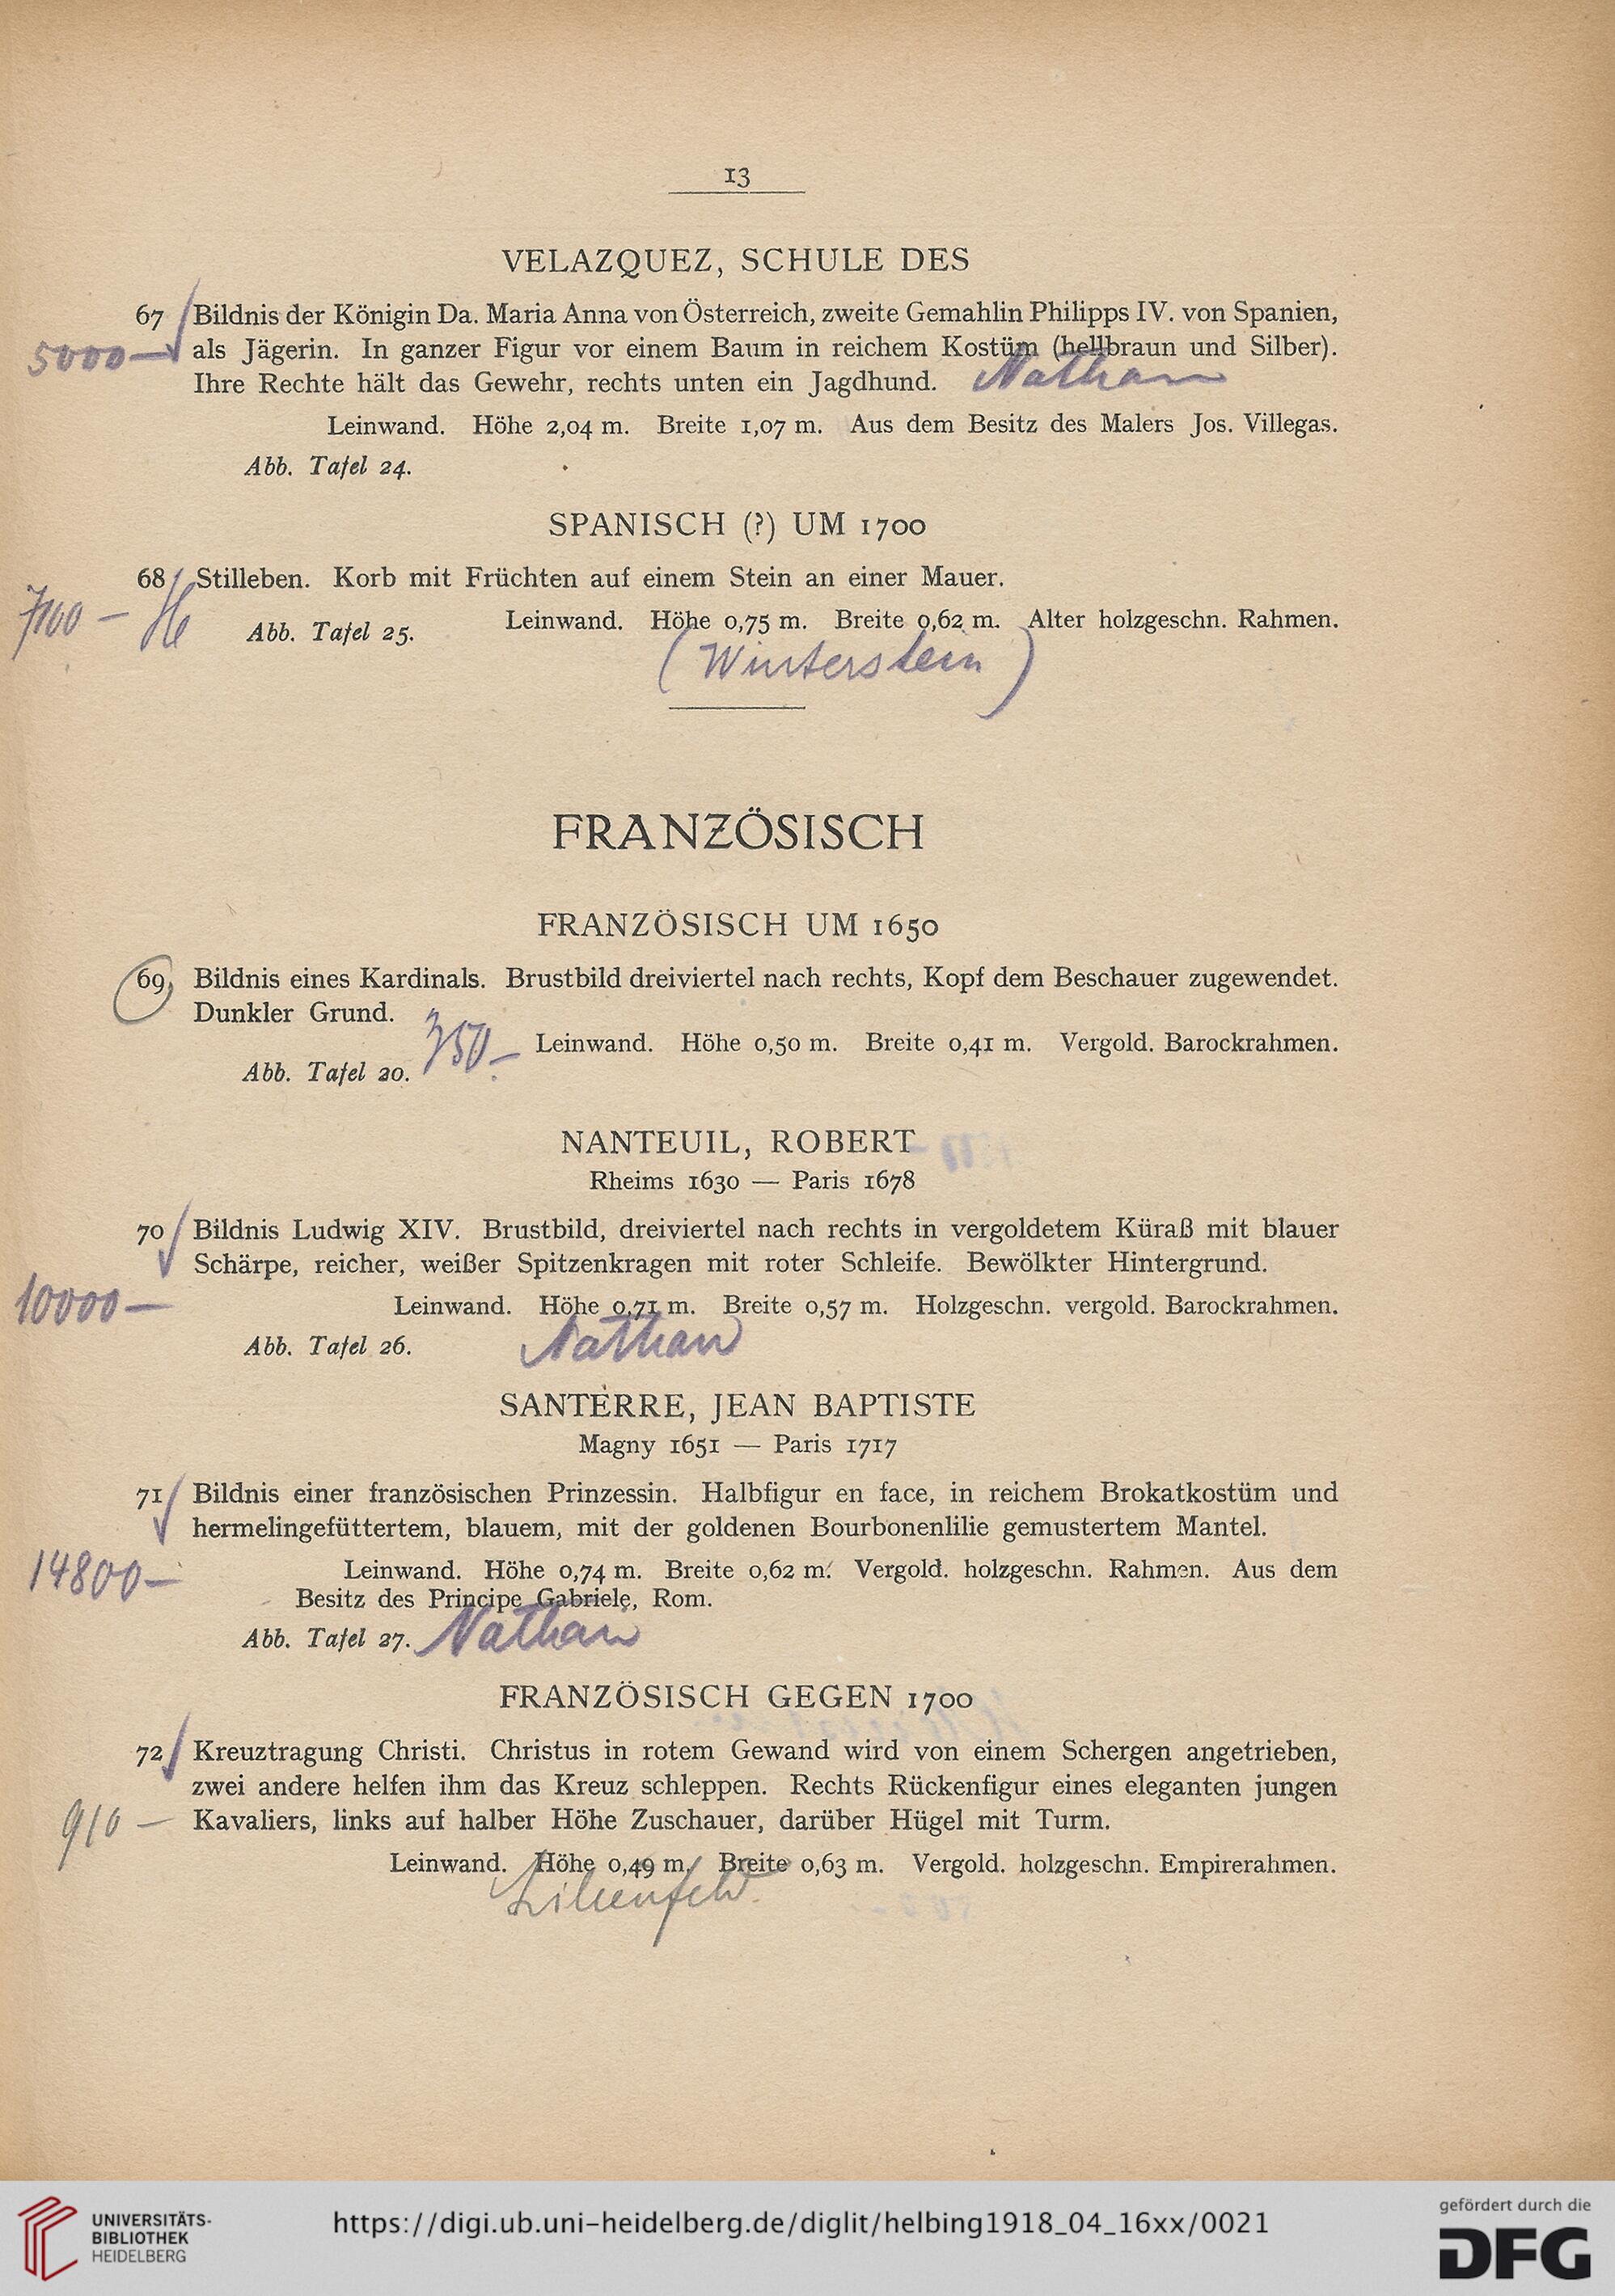 13
VELAZQUEZ, SCHULE DES
67 Bildnis der Königin Da. Maria Anna von Österreich, zweite Gemahlin Philipps IV. von Spanien,
5000— als Jägerin. In ganzer Figur vor einem Baum in reichem Kostüm (hellbraun und Silber).
Ihre Rechte hält das Gewehr, rechts unten ein Jagdhund. Nathan
Leinwand. Höhe 2,04 m. Breite 1,07 m. Aus dem Besitz des Malers Jos. Villegas.
Abb. Tafel 24.
SPANISCH (?) UM 1700
68 Stilleben. Korb mit Früchten auf einem Stein an einer Mauer.
Leinwand. Höhe 0,75 m. Breite 0,62 m. Alter holzgeschn. Rahmen.
7100 — Abb. Tafel 25.
(Winterstein)
FRANZÖSISCH
FRANZÖSISCH UM 1650
69 Bildnis eines Kardinals. Brustbild dreiviertel nach rechts, Kopf dem Beschauer zugewendet.
Dunkler Grund.
Leinwand. Höhe 0,50 m. Breite 0,41 m. Vergold. Barockrahmen.
Abb. Tafel 20.
NANTEUIL, ROBERT
Rheims 1630 — Paris 1678
70 Bildnis Ludwig XIV. Brustbild, dreiviertel nach rechts in vergoldetem Küraß mit blauer
Schärpe, reicher, weißer Spitzenkragen mit roter Schleife. Bewölkter Hintergrund.
10000— Leinwand. Höhe 0,71 m. Breite 0,57 m. Holzgeschn. vergold. Barockrahmen.
Abb. Tafel 26. Nathan
SANTERRE, JEAN BAPTISTE
Magny 1651 — Paris 1717
71 Bildnis einer französischen Prinzessin. Halbfigur en face, in reichem Brokatkostüm und
hermelingefüttertem, blauem, mit der goldenen Bourbonenlilie gemustertem Mantel.
14800— Leinwand. Höhe 0,74 m. Breite 0,62 m. Vergold. holzgeschn. Rahmen. Aus dem
Besitz des Principe Gabriele, Rom.
Abb. Tafel 27. Nathan
FRANZÖSISCH GEGEN 1700
72 Kreuztragung Christi. Christus in rotem Gewand wird von einem Schergen angetrieben,
zwei andere helfen ihm das Kreuz schleppen. Rechts Rückenfigur eines eleganten jungen
910 — Kavaliers, links auf halber Höhe Zuschauer, darüber Hügel mit Turm.
Leinwand. Höhe 0,49 m. Breite 0,63 m. Vergold. holzgeschn. Empirerahmen.
Lilienfeld.
UNIVERSITÄTS-
BIBLIOTHEK
HEIDELBERG
https://digi.ub.uni-heidelberg.de/diglit/helbing1918_04_16xx/0021
gefördert durch die
DFG